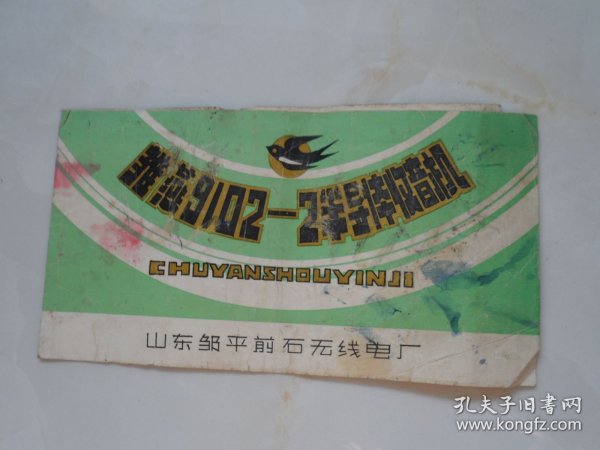 雏燕9102—2半导体收音机
CHUYANSHOUYINJI
山东邹平前石无线电厂
孔夫子旧書网
www.kongfz.com